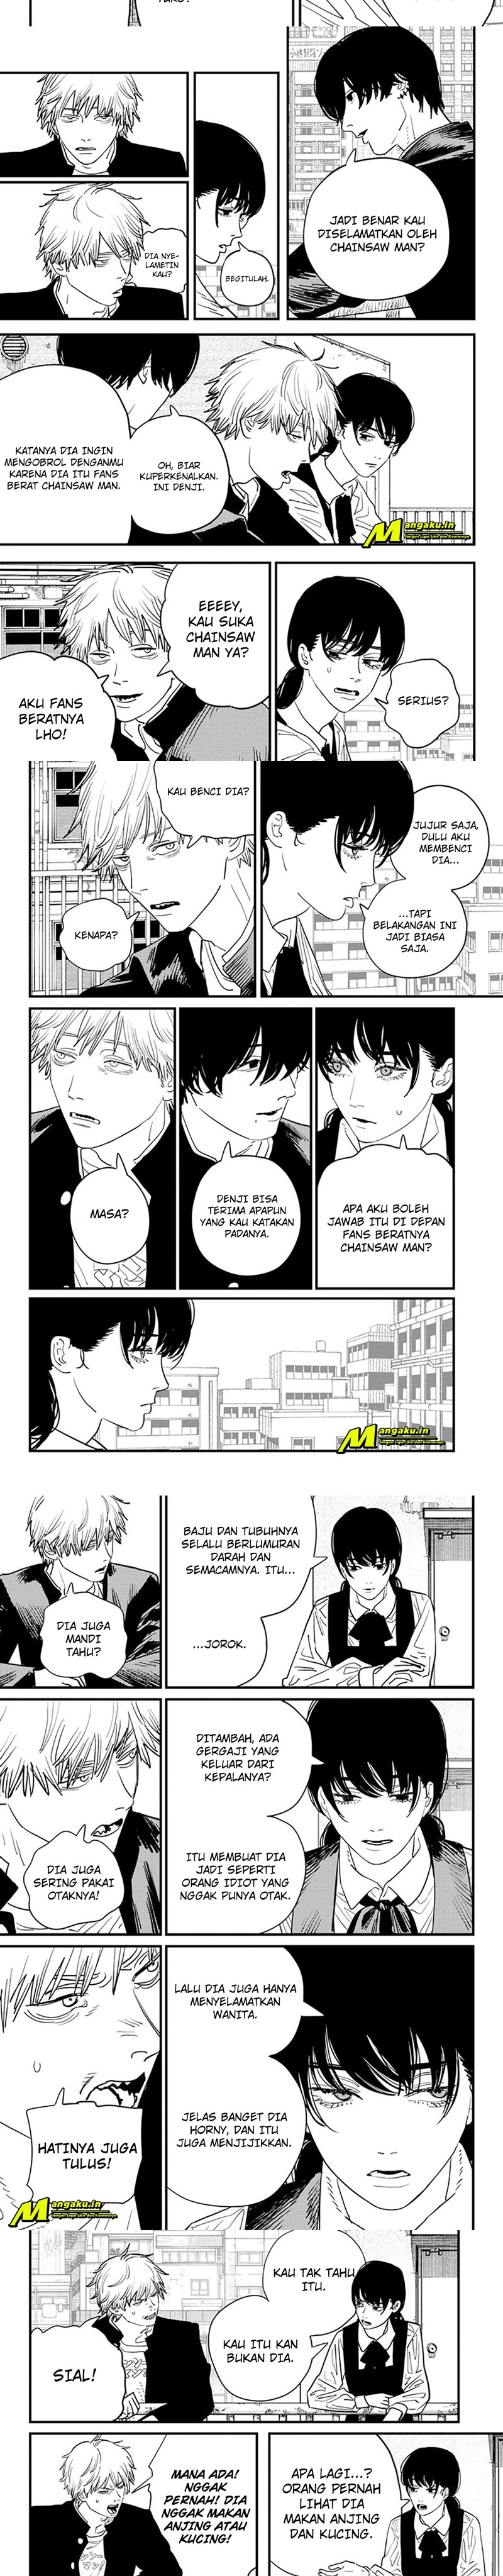 JADI BENAR KAU
DISELAMATKAN OLEH
CHAINSAW MAN?
BEGITULAH.
DIA NYE-
LAMETIN
KAU?
OH, BIAR
KUPERKENALKAN.
INI DENJI.
KATANYA DIA INGIN
MENGOBROL DENGANMU
KARENA DIA ITU FANS
BERAT CHAINSAW MAN.
Mangaku.in
SERIUS?
EEEEY,
KAU SUKA
CHAINSAW
MAN YA?
AKU FANS
BERATNYA
LHO!
JUJUR SAJA,
DULU AKU
MEMBENCI
DIA...
...TAPI
BELAKANGAN INI
JADI BIASA
SAJA.
KAU BENCI DIA?
KENAPA?
APA AKU BOLEH
JAWAB ITU DI DEPAN
FANS BERATNYA
CHAINSAW MAN?
DENJI BISA
TERIMA APAPUN
YANG KAU KATAKAN
PADANYA.
MASA?
Mangaku.in
BAJU DAN TUBUHNYA
SELALU BERLUMURAN
DARAH DAN
SEMACAMNYA. ITU...
...JOROK.
DIA JUGA
MANDI
TAHU?
DITAMBAH, ADA
GERGAJI YANG
KELUAR DARI
KEPALANYA?
ITU MEMBUAT DIA
JADI SEPERTI
ORANG IDIOT YANG
NGGAK PUNYA OTAK.
DIA JUGA
SERING PAKAI
OTAKNYA!
LALU DIA JUGA HANYA
MENYELAMATKAN
WANITA.
JELAS BANGET DIA
HORNY, DAN ITU
JUGA MENJIJIKKAN.
HATINYA JUGA
TULUS!
Mangaku.in
KAU TAK TAHU
ITU.
KAU ITU KAN
BUKAN DIA.
SIAL!
APA LAGI...?
ORANG PERNAH
LIHAT DIA
MAKAN ANJING
DAN KUCING.
MANA ADA!
NGGAK
PERNAH! DIA
NGGAK MAKAN
ANJING ATAU
KUCING!